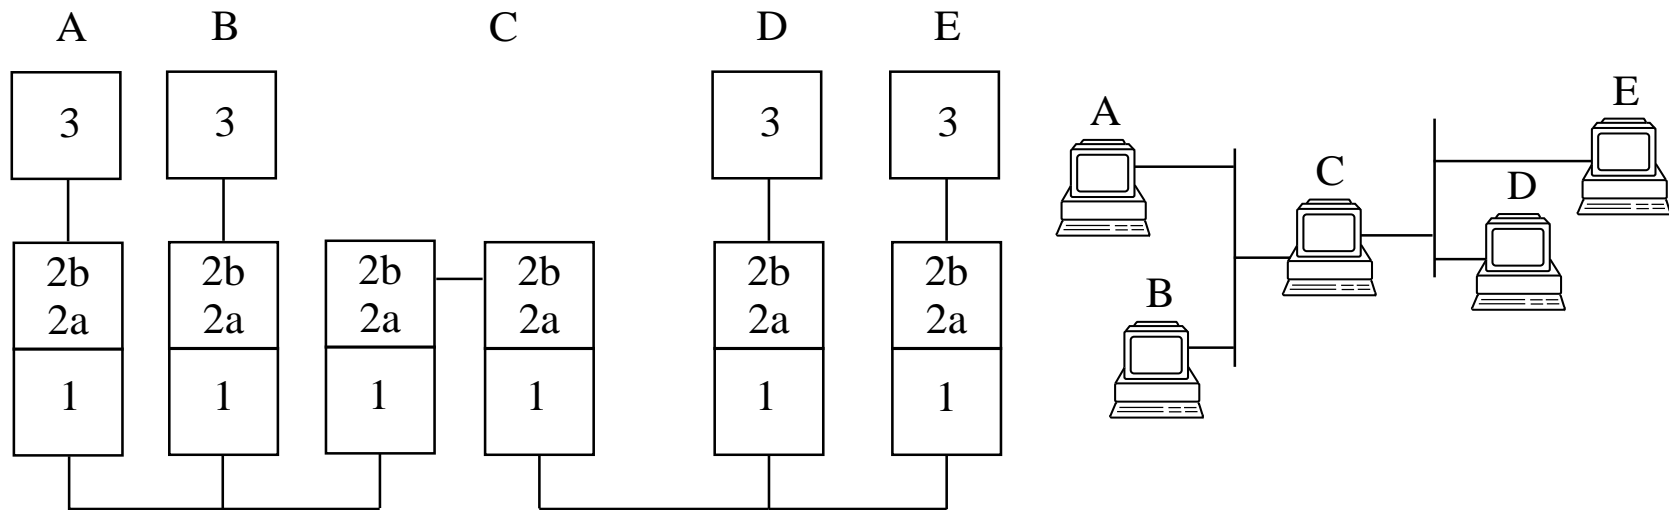 A B C D E
3 3 3 3
2b 2b 2b 2b 2b 2b
2a 2a 2a 2a 2a 2a
1 1 1 1 1 1
E
A
C
D
B